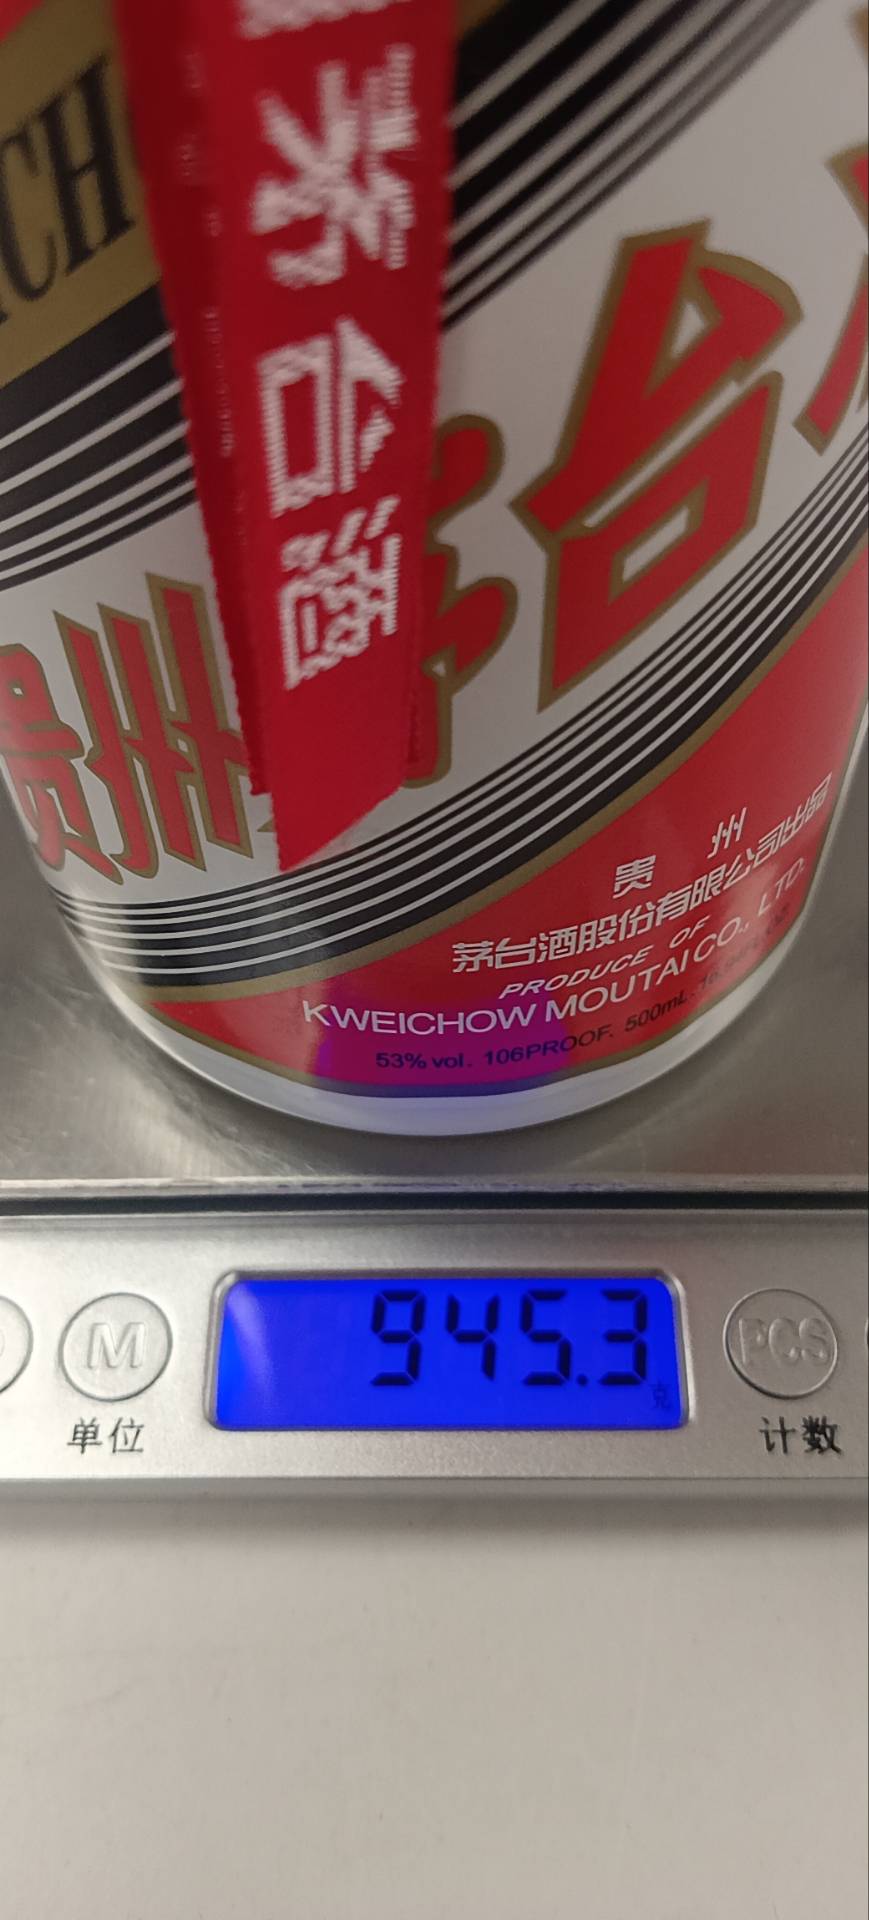 CH
茅台酒
贵州茅台
贵州
茅台酒股份有限公司出品
PRODUCE OF
KWEICHOW MOUTAI CO., LTD.
53% vol. 106PROOF. 500mL.
945.3
克
M
PCS
单位
计数